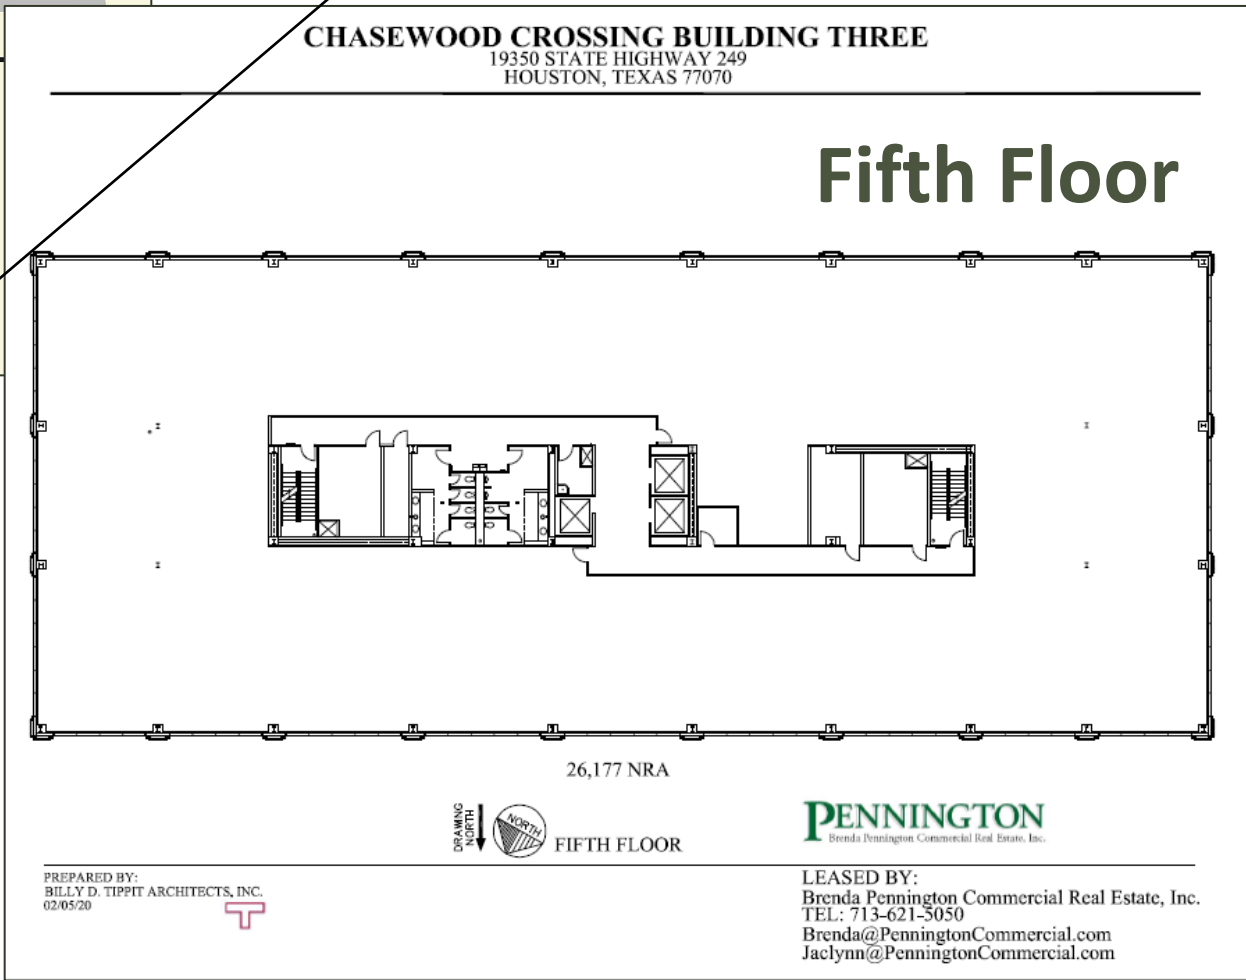 CHASEWOOD CROSSING BUILDING THREE
19350 STATE HIGHWAY 249
HOUSTON, TEXAS 77070
Fifth Floor
26,177 NRA
DRAWING
NORTH
NORTH
FIFTH FLOOR
PENNINGTON
Brenda Pennington Commercial Real Estate, Inc.
PREPARED BY:
BILLY D. TIPPIT ARCHITECTS, INC.
02/05/20
LEASED BY:
Brenda Pennington Commercial Real Estate, Inc.
TEL: 713-621-5050
Brenda@PenningtonCommercial.com
Jaclynn@PenningtonCommercial.com